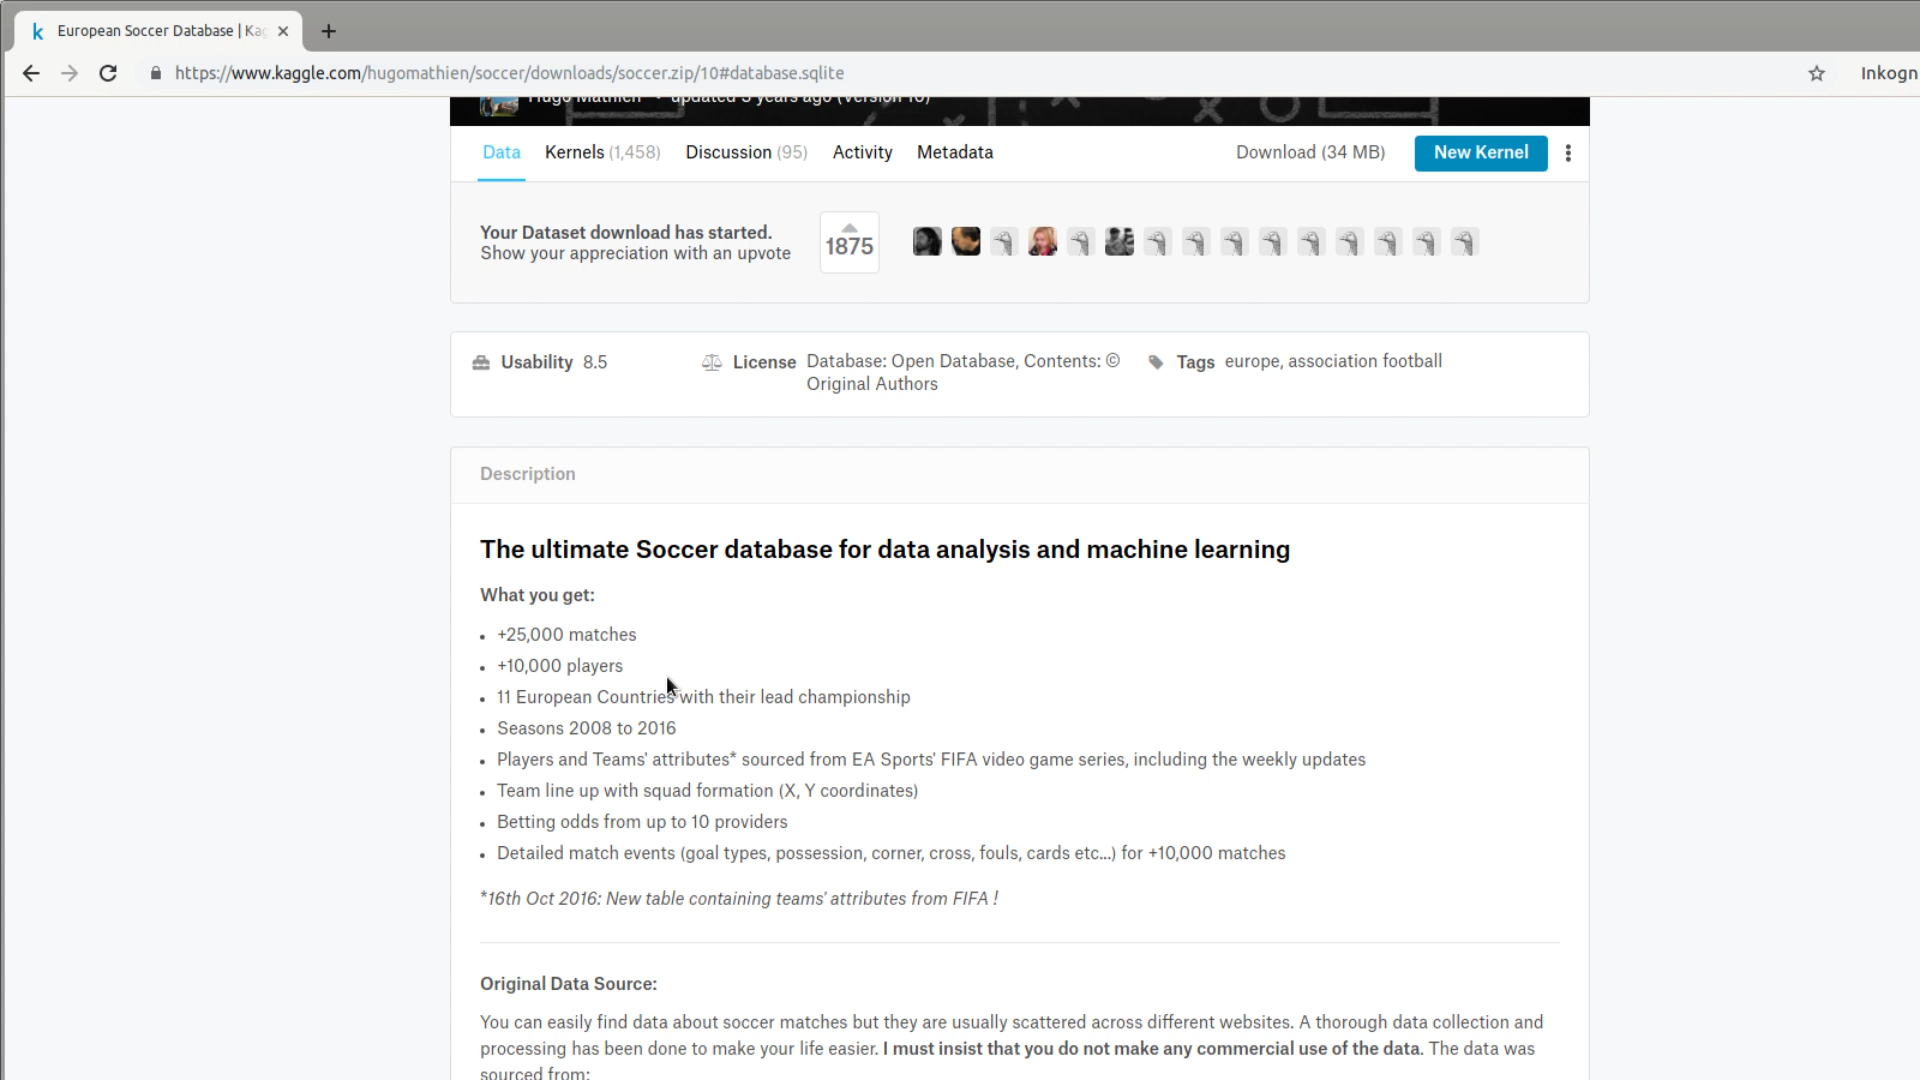 European Soccer Database | Kag
https://www.kaggle.com/hugomathien/soccer/downloads/soccer.zip/10#database.sqlite
Inkogn
Hugo Mathien • updated 3 years ago (Version 10)
Data Kernels (1,458) Discussion (95) Activity Metadata Download (34 MB) New Kernel
Your Dataset download has started.
Show your appreciation with an upvote
1875
Usability 8.5
License Database: Open Database, Contents: ©
Original Authors
Tags europe, association football
Description
The ultimate Soccer database for data analysis and machine learning
What you get:
• +25,000 matches
• +10,000 players
• 11 European Countries with their lead championship
• Seasons 2008 to 2016
• Players and Teams' attributes* sourced from EA Sports' FIFA video game series, including the weekly updates
• Team line up with squad formation (X, Y coordinates)
• Betting odds from up to 10 providers
• Detailed match events (goal types, possession, corner, cross, fouls, cards etc...) for +10,000 matches
*16th Oct 2016: New table containing teams' attributes from FIFA !
Original Data Source:
You can easily find data about soccer matches but they are usually scattered across different websites. A thorough data collection and
processing has been done to make your life easier. I must insist that you do not make any commercial use of the data. The data was
sourced from: